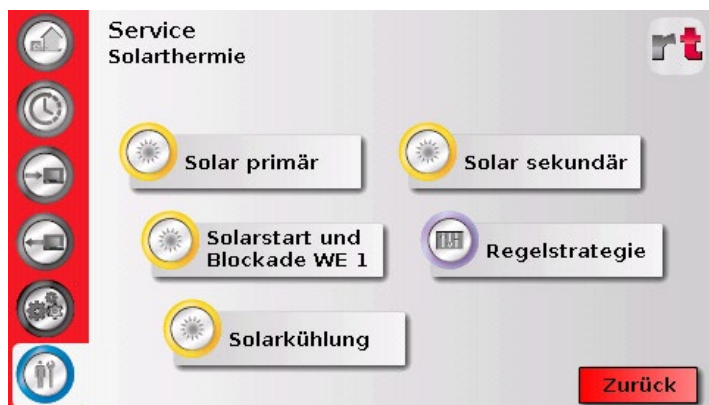 Service
Solarthermie
rt
Solar primär
Solar sekundär
Solarstart und
Blockade WE 1
Regelstrategie
Solarkühlung
Zurück